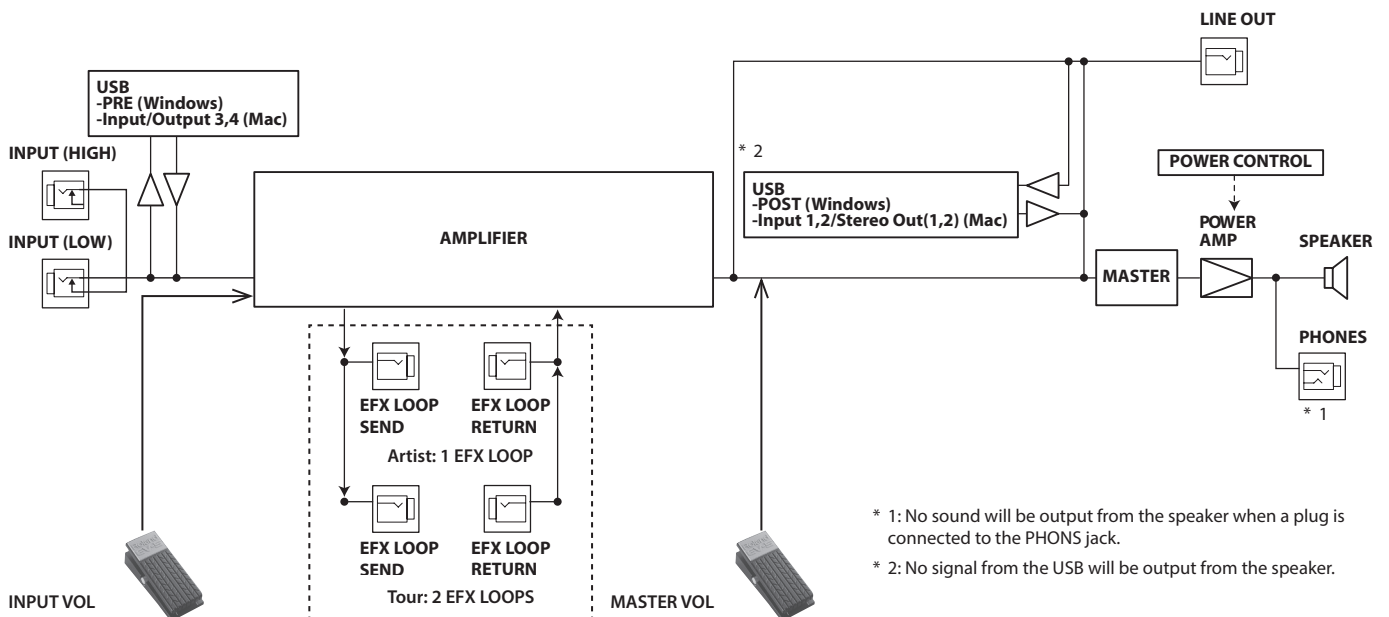 LINE OUT
USB
-PRE (Windows)
-Input/Output 3,4 (Mac)
INPUT (HIGH)
INPUT (LOW)
AMPLIFIER
* 2
USB
-POST (Windows)
-Input 1,2/Stereo Out(1,2) (Mac)
POWER CONTROL
POWER
AMP
SPEAKER
MASTER
PHONES
* 1
EFX LOOP
SEND
EFX LOOP
RETURN
Artist: 1 EFX LOOP
EFX LOOP
SEND
EFX LOOP
RETURN
Tour: 2 EFX LOOPS
INPUT VOL
MASTER VOL
* 1: No sound will be output from the speaker when a plug is
connected to the PHONS jack.
* 2: No signal from the USB will be output from the speaker.